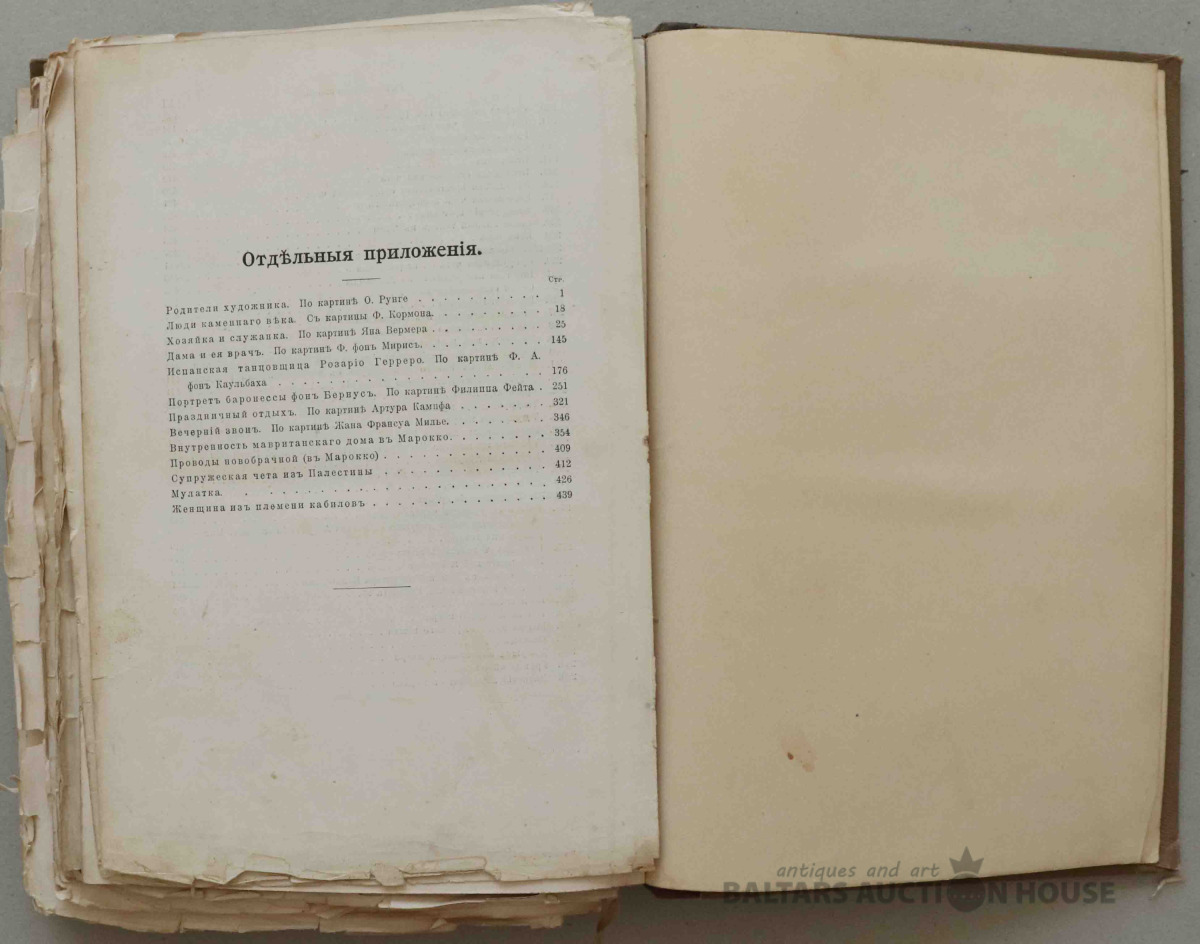 Отдѣльныя приложенія.
Стр.
Родители художника. По картинѣ О. Рунге . . . . . . . . . . 1
Люди каменнаго вѣка. Съ картины Ф. Кормона. . . . . . . . . 18
Хозяйка и служанка. По картинѣ Яна Вермера . . . . . . . . . 25
Дама и ея врачъ. По картинѣ Ф. фонъ Мирисъ. . . . . . . . . 145
Испанская танцовщица Розаріо Герреро. По картинѣ Ф. А.
фонъ Каульбаха . . . . . . . . . . . . . . . . . 176
Портретъ баронессы фонъ Бернусъ. По картинѣ Филиппа Фейта . 251
Праздничный отдыхъ. По картинѣ Артура Кампфа . . . . . . . 321
Вечерній звонъ. По картинѣ Жана Франсуа Милье. . . . . . . 346
Внутренность мавританскаго дома въ Марокко. . . . . . . . 354
Проводы новобрачной (въ Марокко) . . . . . . . . . . . . 409
Супружеская чета изъ Палестины . . . . . . . . . . . . 412
Мулатка. . . . . . . . . . . . . . . . . . . . 426
Женщина изъ племени кабиловъ . . . . . . . . . . . . . 439
antiques and art
BALTARS AUCTION HOUSE